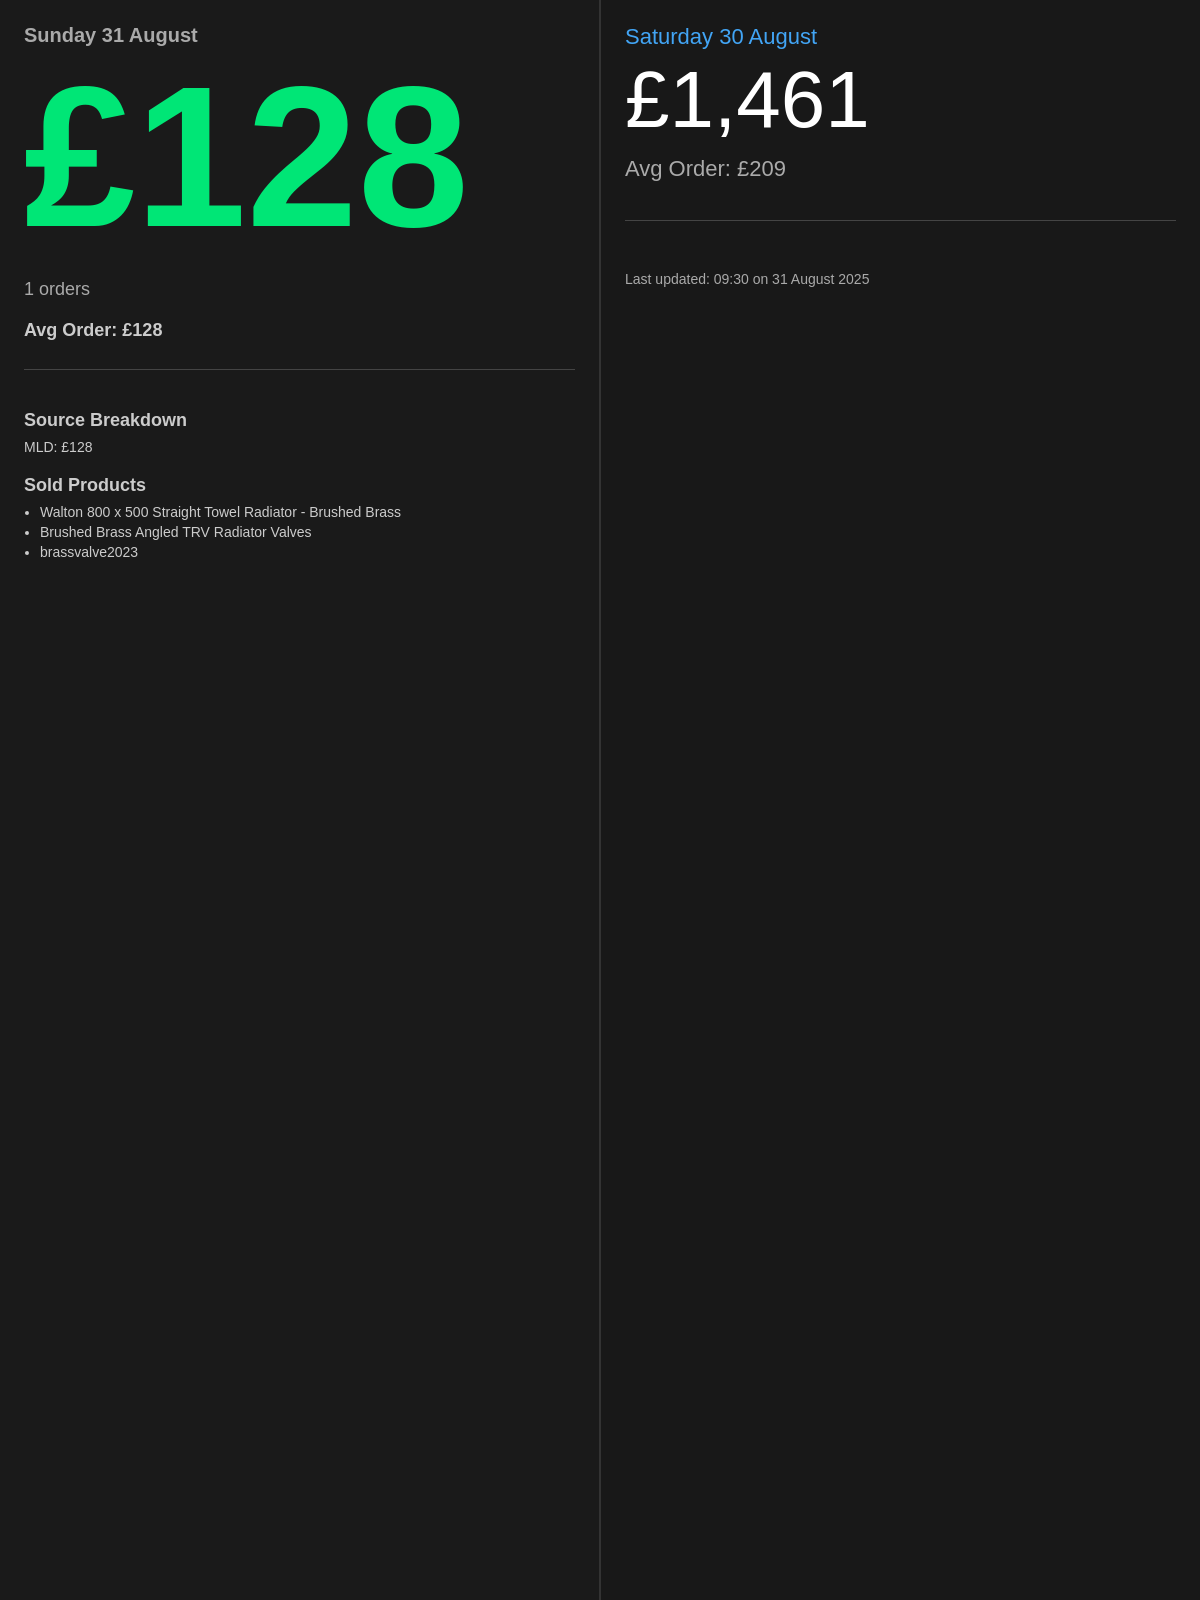 Sunday 31 August
£128
1 orders
Avg Order: £128
Source Breakdown
MLD: £128
Sold Products
• Walton 800 x 500 Straight Towel Radiator - Brushed Brass
• Brushed Brass Angled TRV Radiator Valves
• brassvalve2023
Saturday 30 August
£1,461
Avg Order: £209
Last updated: 09:30 on 31 August 2025